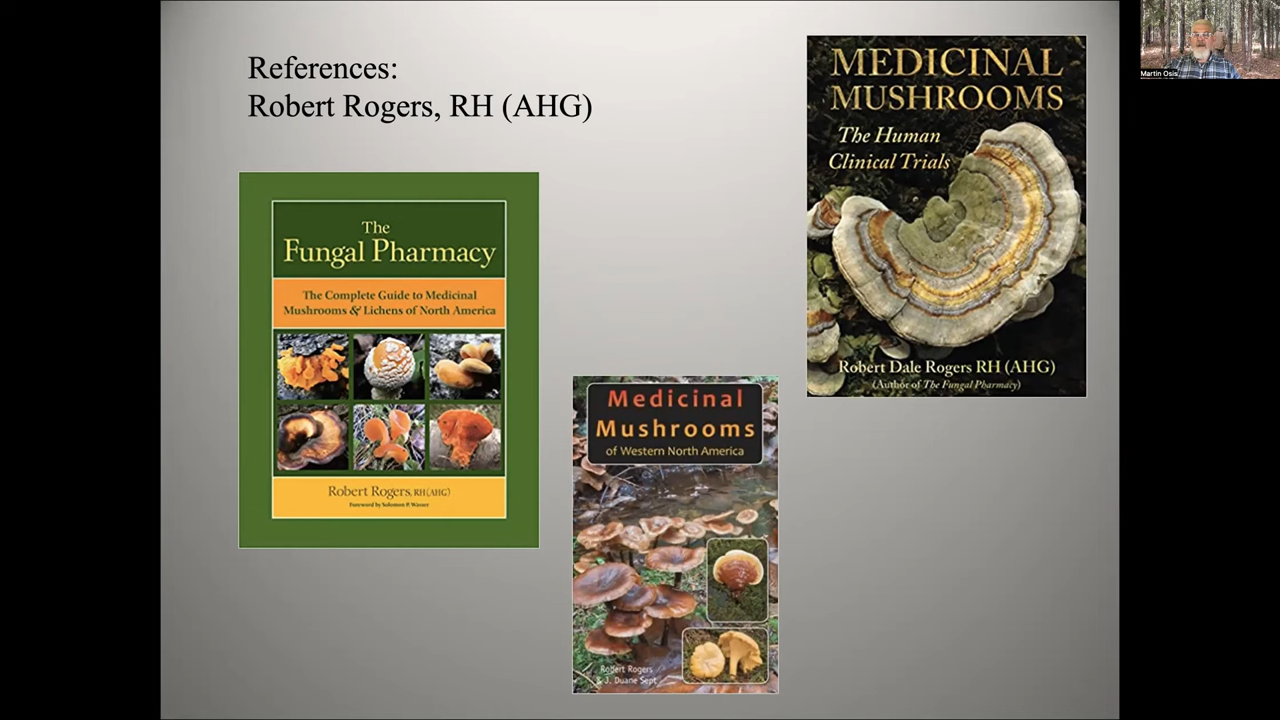 References:
Robert Rogers, RH (AHG)
The
Fungal Pharmacy
The Complete Guide to Medicinal
Mushrooms & Lichens of North America
Robert Rogers, RH(AHG)
Foreword by Solomon P. Wasser
Medicinal
Mushrooms
of Western North America
Robert Rogers
& J. Duane Sept
MEDICINAL
MUSHROOMS
The Human
Clinical Trials
Robert Dale Rogers RH (AHG)
(Author of The Fungal Pharmacy)
Martin Osis